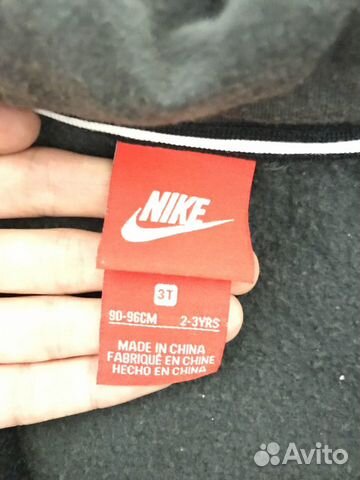 NIKE
3T
90-96CM 2-3YRS
MADE IN CHINA
FABRIQUÉ EN CHINE
HECHO EN CHINA
Avito